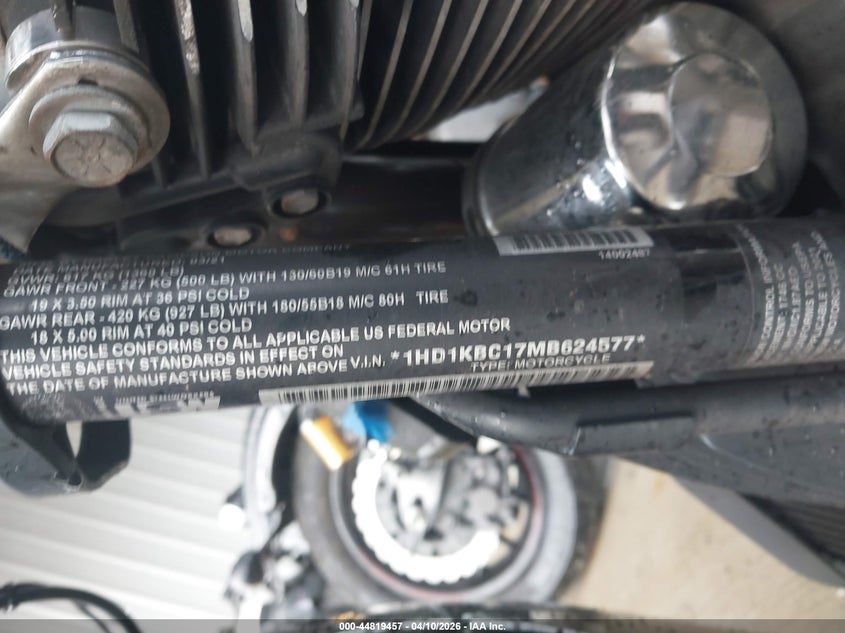 GAWR FRONT - 227 KG (500 LB) WITH 130/60B19 M/C 61H TIRE
19 X 3.50 RIM AT 36 PSI COLD
GAWR REAR - 420 KG (927 LB) WITH 180/55B18 M/C 80H TIRE
18 X 5.00 RIM AT 40 PSI COLD
THIS VEHICLE CONFORMS TO ALL APPLICABLE US FEDERAL MOTOR
VEHICLE SAFETY STANDARDS IN EFFECT ON
THE DATE OF MANUFACTURE SHOWN ABOVE V.I.N. *1HD1KBC17MB624577*
TYPE: MOTORCYCLE
14002487
000-44819457 - 04/10/2026 - IAA Inc.